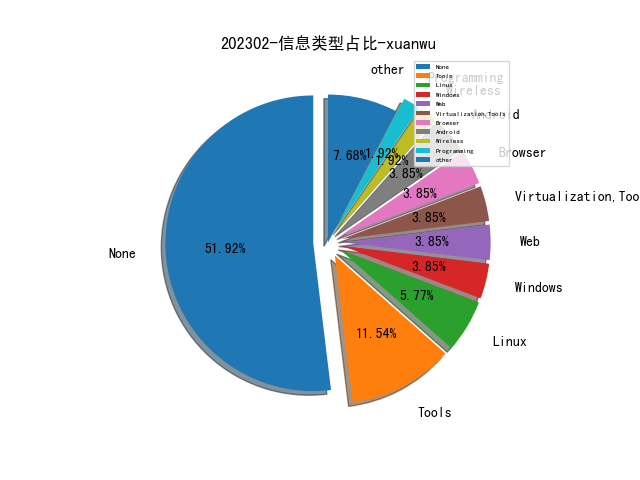 202302-信息类型占比-xuanwu
other
None
Tools
Linux
Windows
Web
Virtualization,Tools
Browser
Android
Wireless
Programming
other
Programming
Wireless
Android
Browser
Virtualization,Too
Web
Windows
Linux
Tools
None
7.68%
1.92%
1.92%
3.85%
3.85%
3.85%
3.85%
3.85%
5.77%
11.54%
51.92%